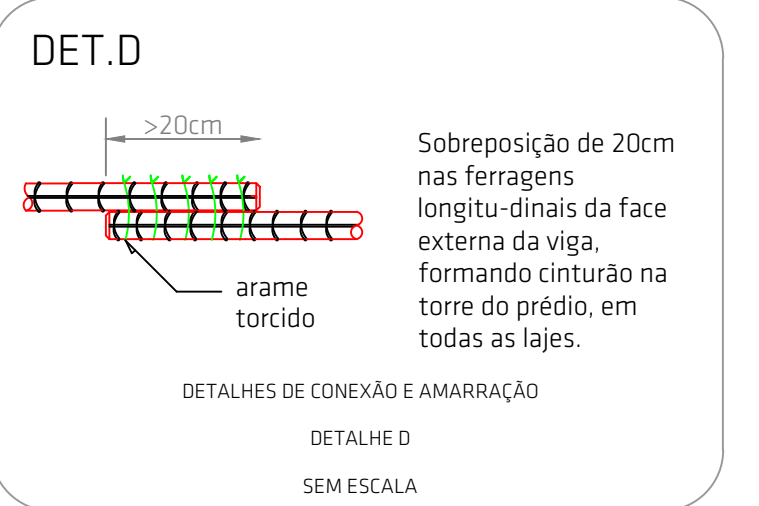 DET.D
>20cm
Sobreposição de 20cm
nas ferragens
longitu-dinais da face
externa da viga,
formando cinturão na
torre do prédio, em
todas as lajes.
arame
torcido
DETALHES DE CONEXÃO E AMARRAÇÃO
DETALHE D
SEM ESCALA